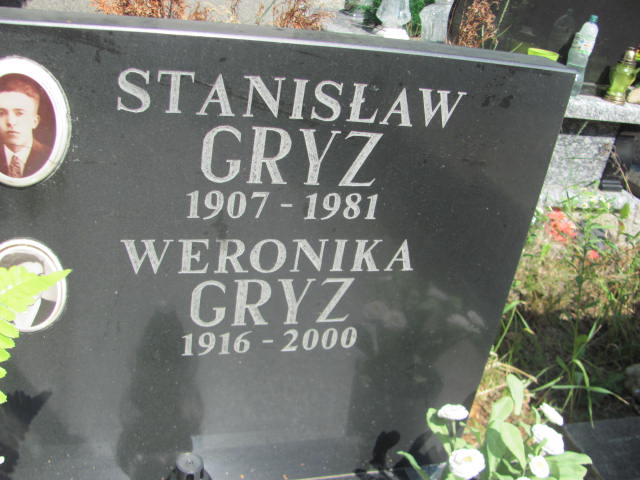 STANISŁAW
GRYZ
1907 - 1981
WERONIKA
GRYZ
1916 - 2000